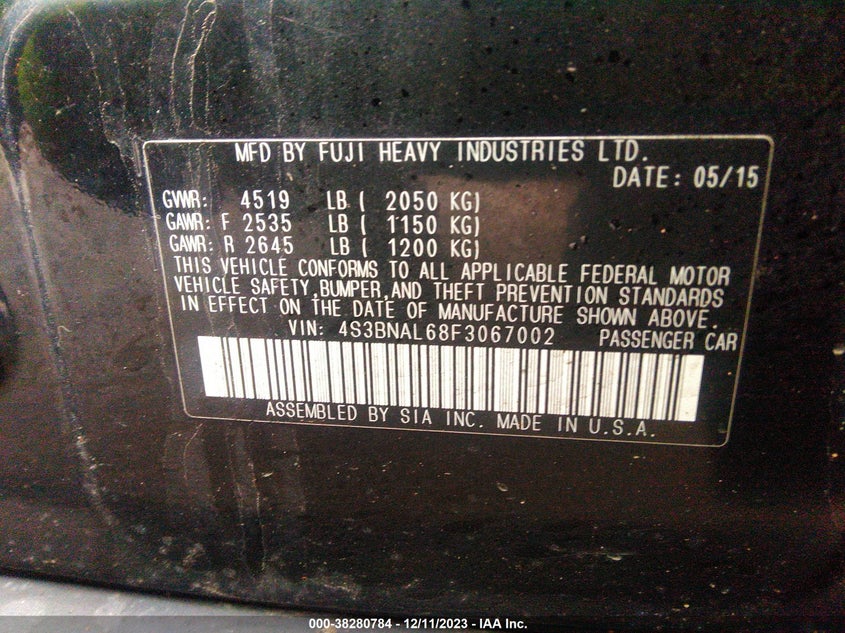 MFD BY FUJI HEAVY INDUSTRIES LTD.
DATE: 05/15
GVWR: 4519 LB ( 2050 KG)
GAWR: F 2535 LB ( 1150 KG)
GAWR: R 2645 LB ( 1200 KG)
THIS VEHICLE CONFORMS TO ALL APPLICABLE FEDERAL MOTOR
VEHICLE SAFETY, BUMPER, AND THEFT PREVENTION STANDARDS
IN EFFECT ON THE DATE OF MANUFACTURE SHOWN ABOVE.
VIN: 4S3BNAL68F3067002 PASSENGER CAR
ASSEMBLED BY SIA INC. MADE IN U.S.A.
000-38280784 - 12/11/2023 - IAA Inc.